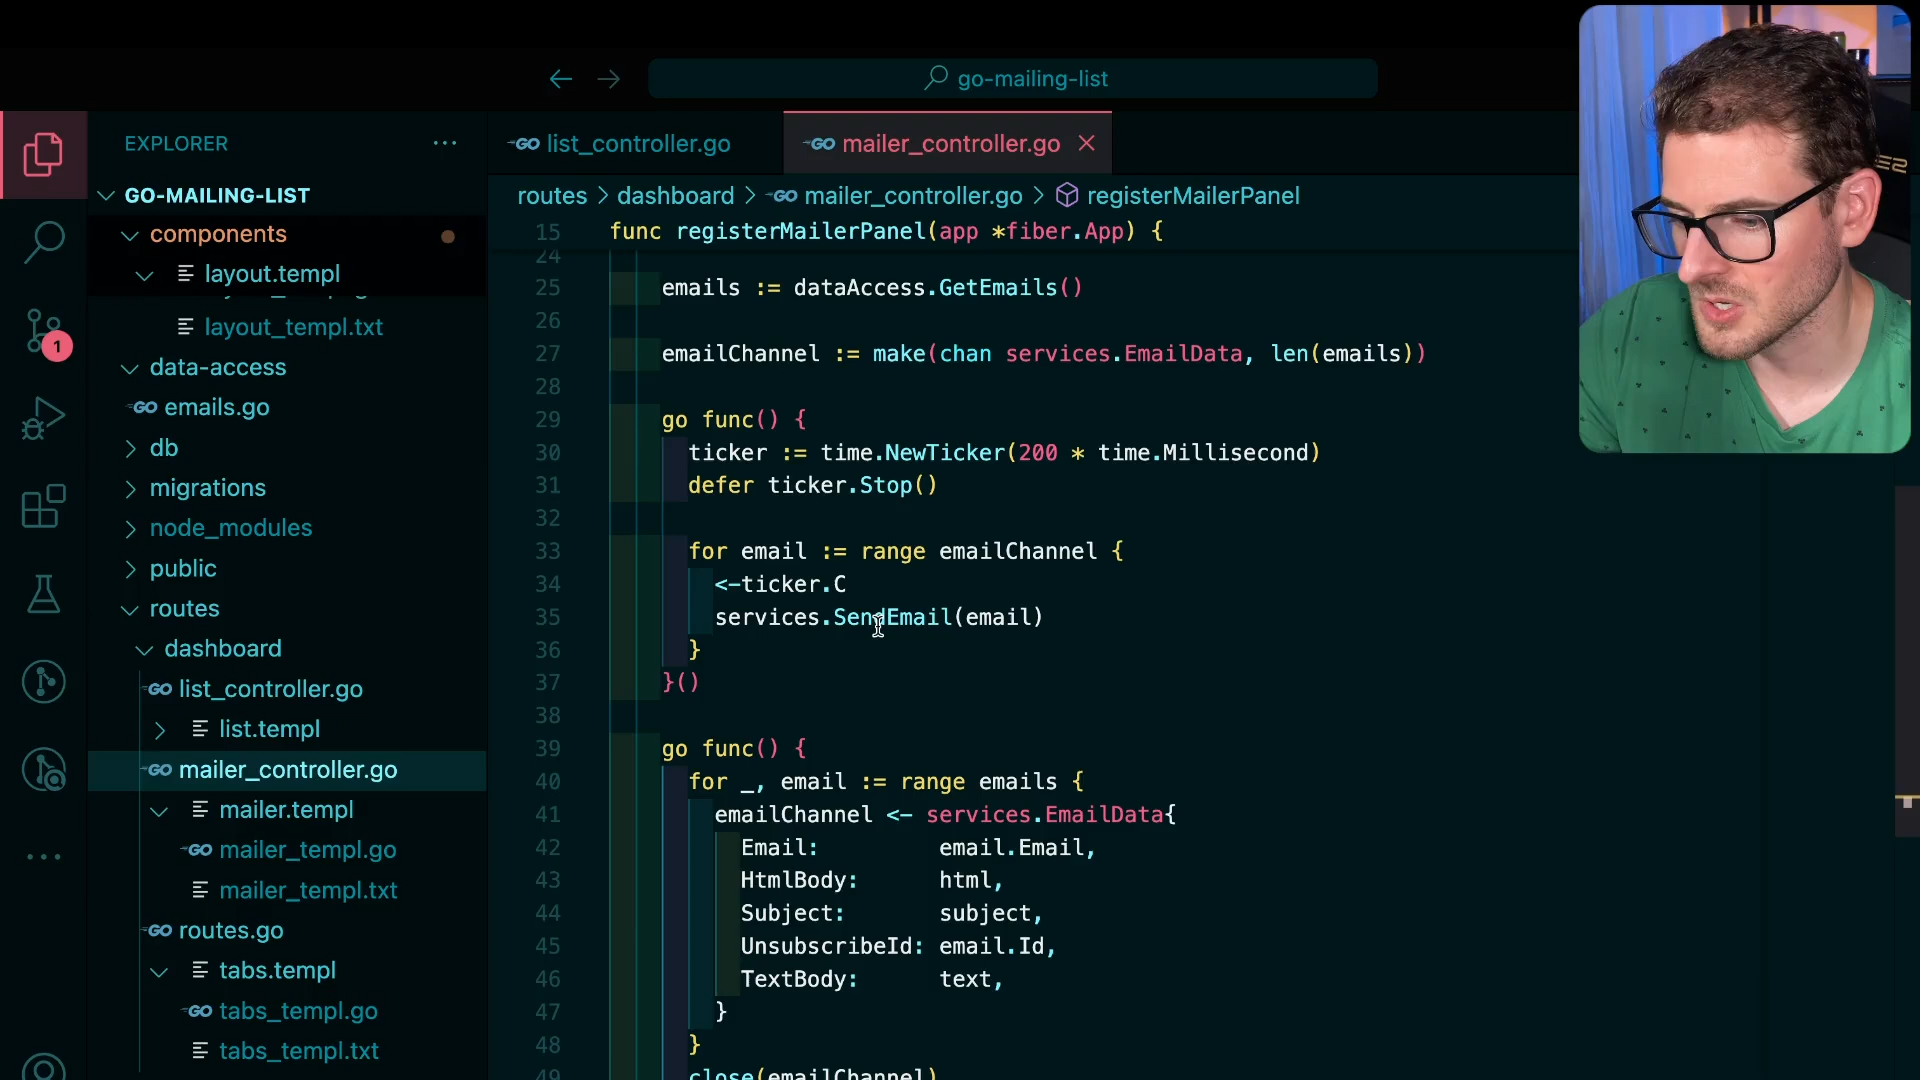 go-mailing-list
EXPLORER
GO-MAILING-LIST
components
layout.templ
layout_templ.txt
data-access
emails.go
db
migrations
node_modules
public
routes
dashboard
list_controller.go
list.templ
mailer_controller.go
mailer.templ
mailer_templ.go
mailer_templ.txt
routes.go
tabs.templ
tabs_templ.go
tabs_templ.txt
1
list_controller.go
mailer_controller.go
routes > dashboard > mailer_controller.go > registerMailerPanel
15 func registerMailerPanel(app *fiber.App) {
24
25 emails := dataAccess.GetEmails()
26
27 emailChannel := make(chan services.EmailData, len(emails))
28
29 go func() {
30 ticker := time.NewTicker(200 * time.Millisecond)
31 defer ticker.Stop()
32
33 for email := range emailChannel {
34 <-ticker.C
35 services.SendEmail(email)
36 }
37 }()
38
39 go func() {
40 for _, email := range emails {
41 emailChannel <- services.EmailData{
42 Email: email.Email,
43 HtmlBody: html,
44 Subject: subject,
45 UnsubscribeId: email.Id,
46 TextBody: text,
47 }
48 }
49 close(emailChannel)